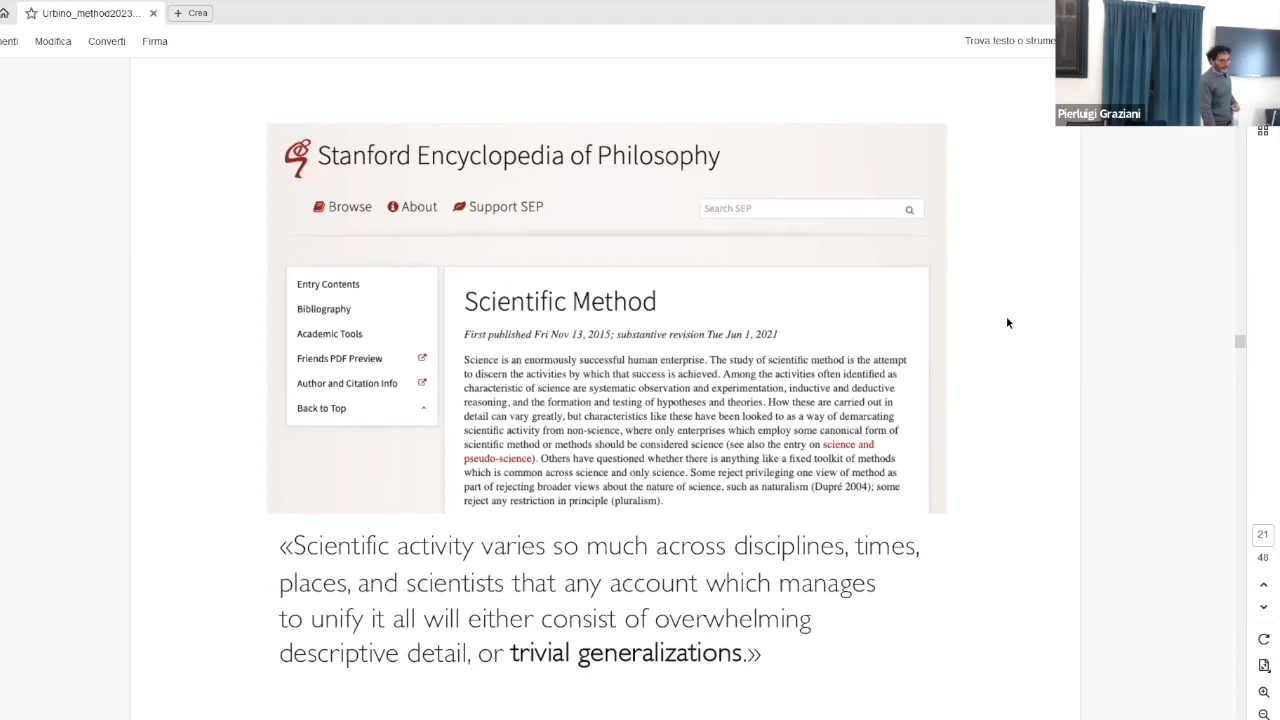 Urbino_method2023...
Crea
Modifica
Converti
Firma
Pierluigi Graziani
Stanford Encyclopedia of Philosophy
Browse
About
Support SEP
Search SEP
Entry Contents
Bibliography
Academic Tools
Friends PDF Preview
Author and Citation Info
Back to Top
Scientific Method
First published Fri Nov 13, 2015; substantive revision Tue Jun 1, 2021
Science is an enormously successful human enterprise. The study of scientific method is the attempt
to discern the activities by which that success is achieved. Among the activities often identified as
characteristic of science are systematic observation and experimentation, inductive and deductive
reasoning, and the formation and testing of hypotheses and theories. How these are carried out in
detail can vary greatly, but characteristics like these have been looked to as a way of demarcating
scientific activity from non-science, where only enterprises which employ some canonical form of
scientific method or methods should be considered science (see also the entry on science and
pseudo-science). Others have questioned whether there is anything like a fixed toolkit of methods
which is common across science and only science. Some reject privileging one view of method as
part of rejecting broader views about the nature of science, such as naturalism (Dupré 2004); some
reject any restriction in principle (pluralism).
«Scientific activity varies so much across disciplines, times,
places, and scientists that any account which manages
to unify it all will either consist of overwhelming
descriptive detail, or trivial generalizations.»
Trova testo o strume
21
48